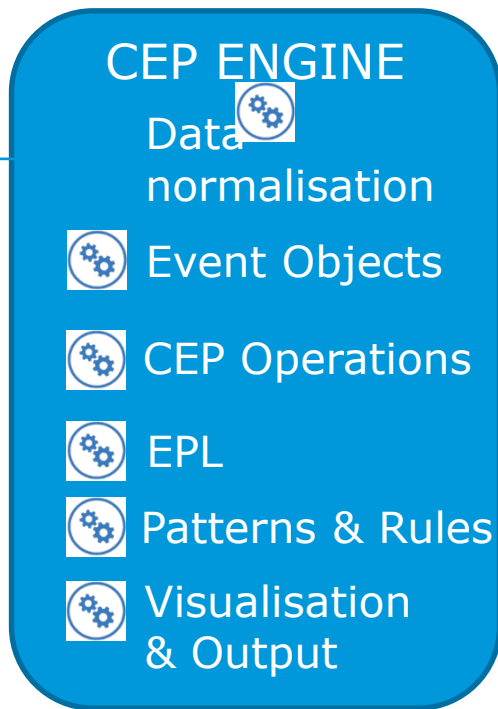 CEP ENGINE
Data
normalisation
Event Objects
CEP Operations
EPL
Patterns & Rules
Visualisation
& Output